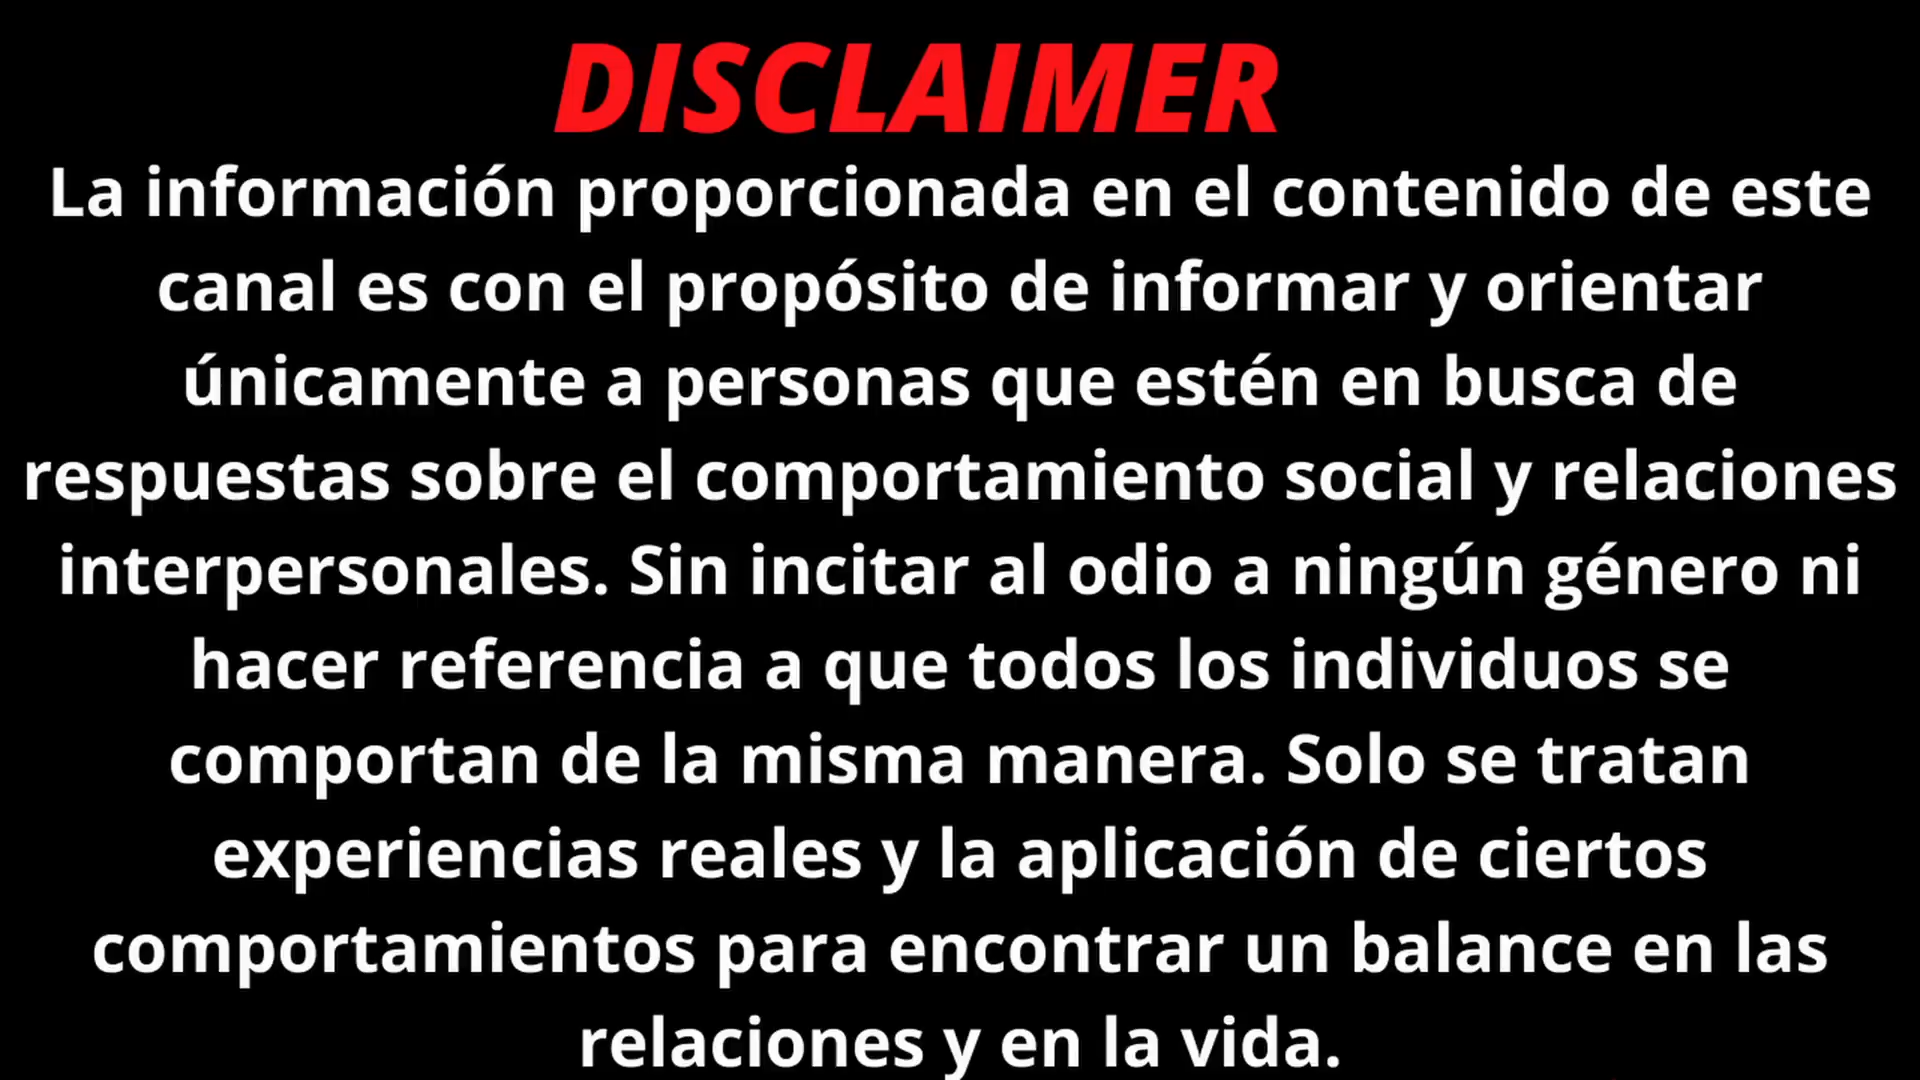 DISCLAIMER
La información proporcionada en el contenido de este
canal es con el propósito de informar y orientar
únicamente a personas que estén en busca de
respuestas sobre el comportamiento social y relaciones
interpersonales. Sin incitar al odio a ningún género ni
hacer referencia a que todos los individuos se
comportan de la misma manera. Solo se tratan
experiencias reales y la aplicación de ciertos
comportamientos para encontrar un balance en las
relaciones y en la vida.